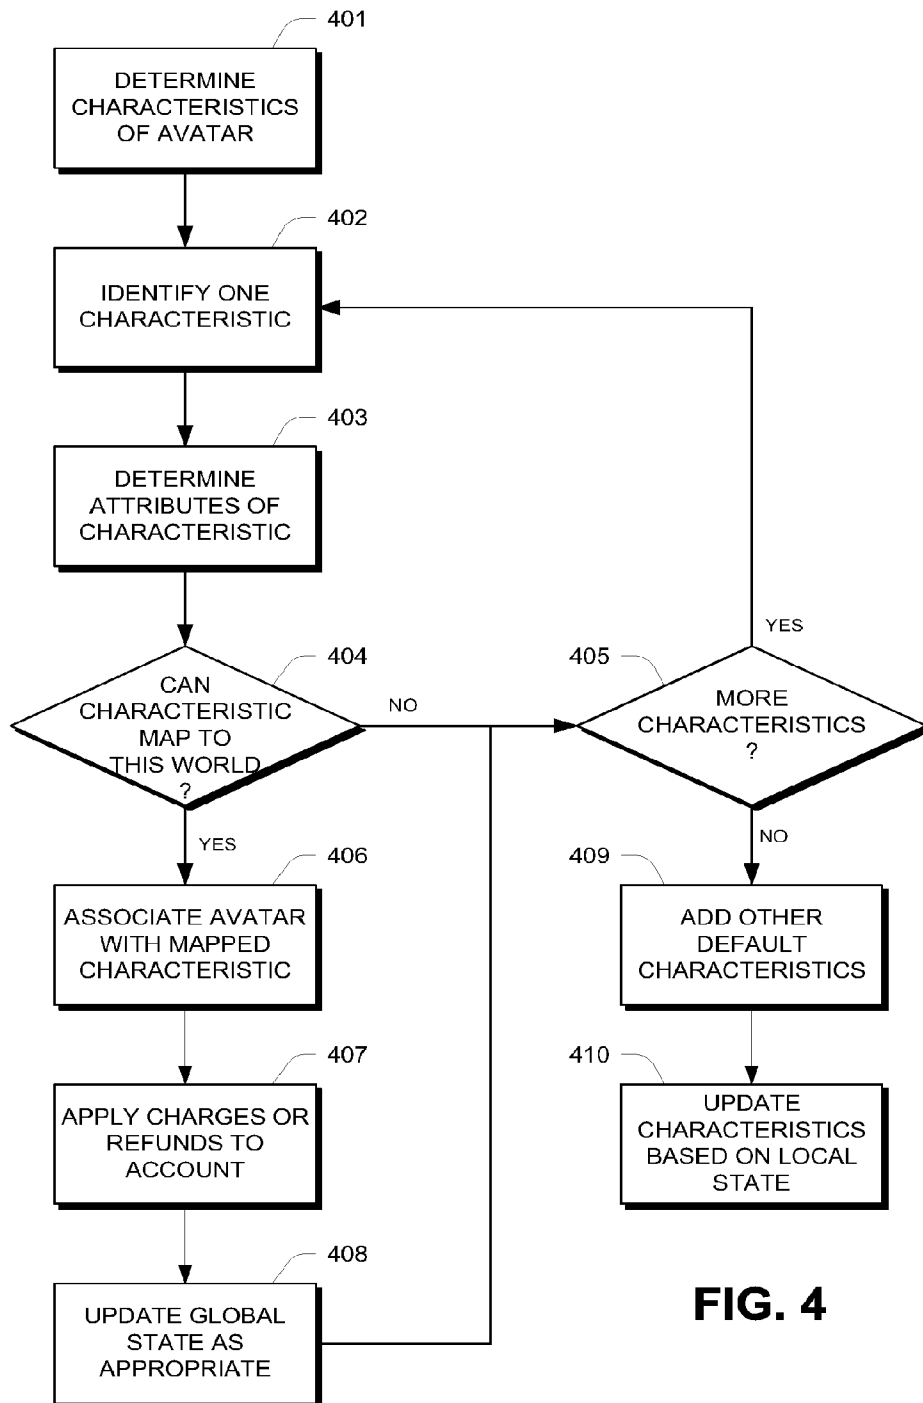 401
DETERMINE
CHARACTERISTICS
OF AVATAR
402
IDENTIFY ONE
CHARACTERISTIC
403
DETERMINE
ATTRIBUTES OF
CHARACTERISTIC
404
CAN
CHARACTERISTIC
MAP TO
THIS WORLD
?
NO
YES
405
MORE
CHARACTERISTICS
?
YES
NO
406
ASSOCIATE AVATAR
WITH MAPPED
CHARACTERISTIC
407
APPLY CHARGES OR
REFUNDS TO
ACCOUNT
408
UPDATE GLOBAL
STATE AS
APPROPRIATE
409
ADD OTHER
DEFAULT
CHARACTERISTICS
410
UPDATE
CHARACTERISTICS
BASED ON LOCAL
STATE
FIG. 4